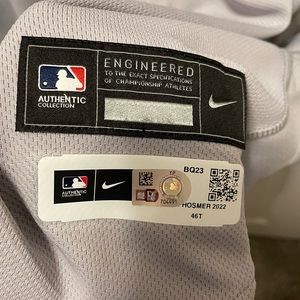 ENGINEERED
TO THE EXACT SPECIFICATIONS
OF CHAMPIONSHIP ATHLETES
AUTHENTIC
COLLECTION
BQ23
HOSMER 2022
46T